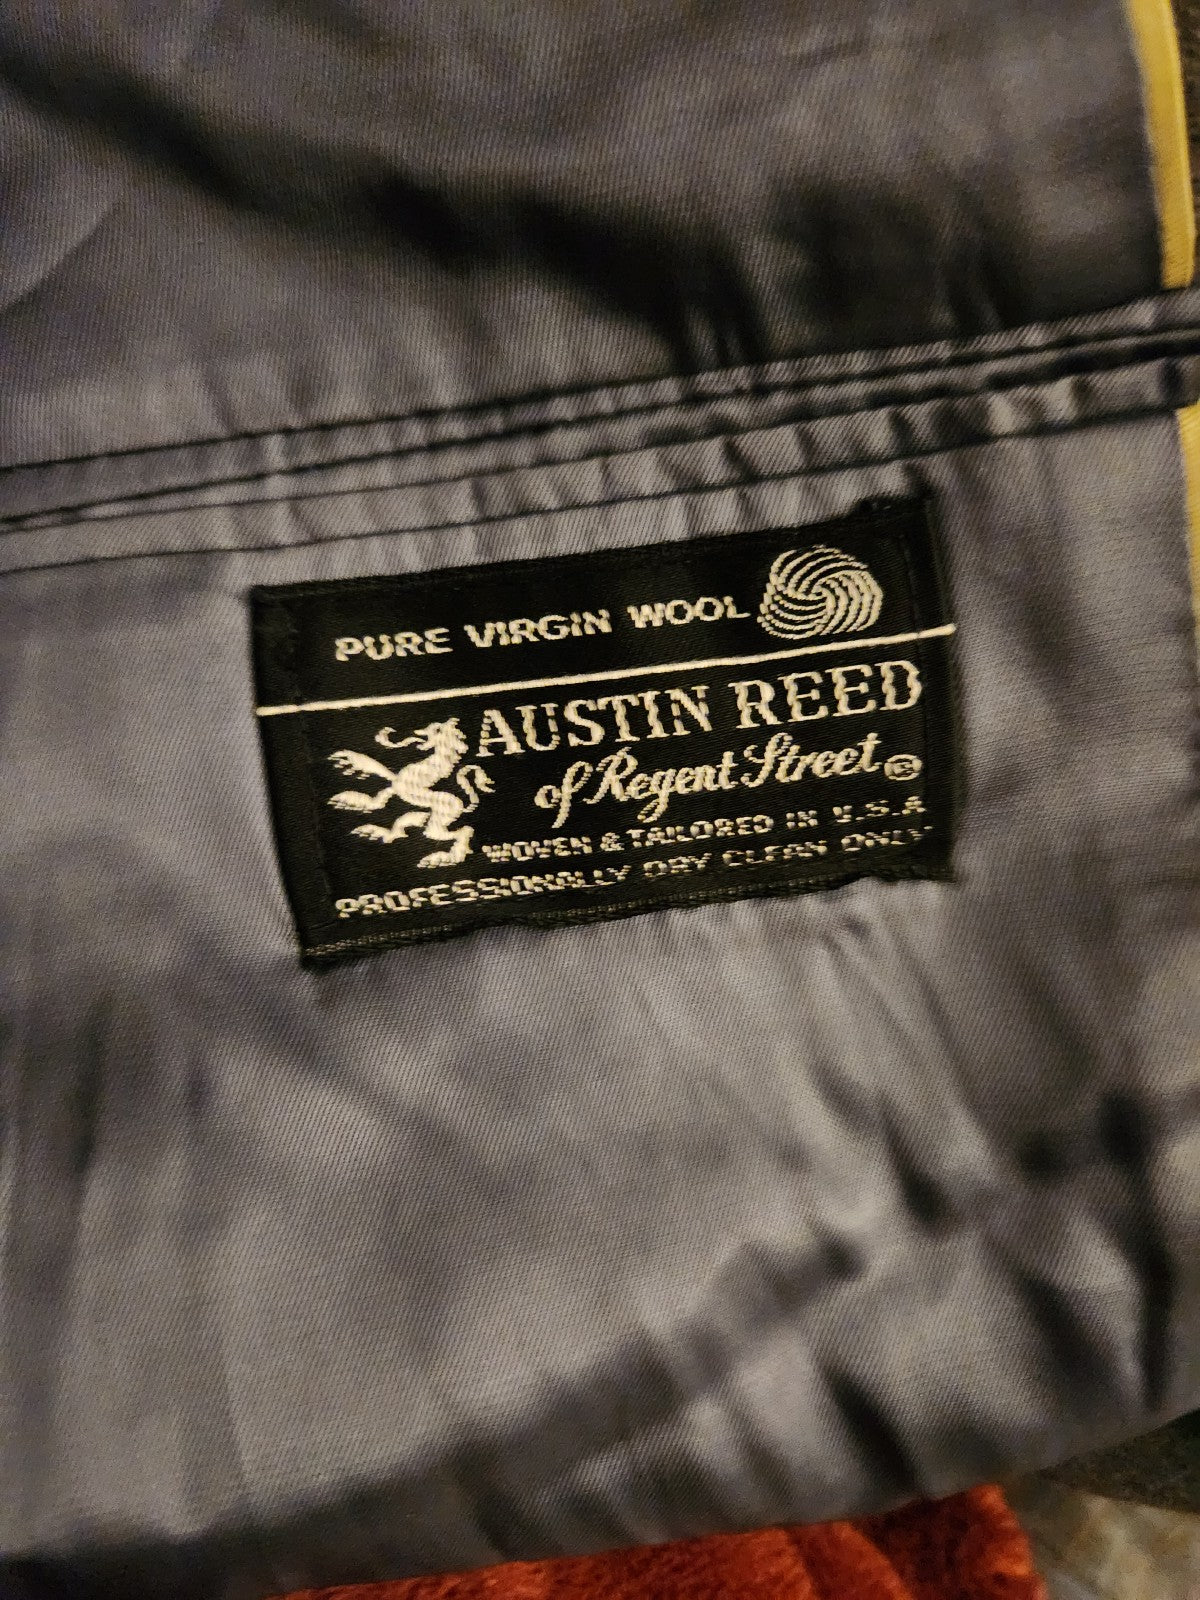 PURE VIRGIN WOOL
AUSTIN REED
of Regent Street ®
WOVEN & TAILORED IN U.S.A
PROFESSIONALLY DRY CLEAN ONLY